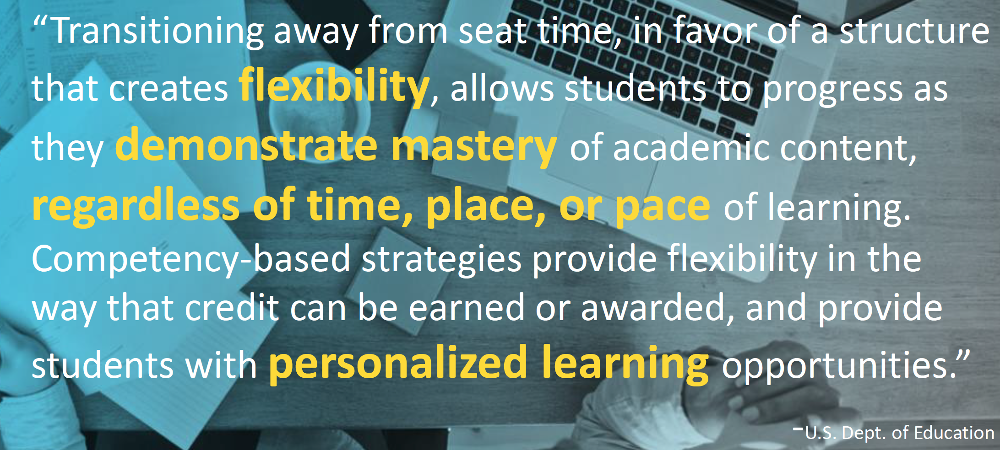 “Transitioning away from seat time, in favor of a structure
that creates flexibility, allows students to progress as
they demonstrate mastery of academic content,
regardless of time, place, or pace of learning.
Competency-based strategies provide flexibility in the
way that credit can be earned or awarded, and provide
students with personalized learning opportunities.”
-U.S. Dept. of Education